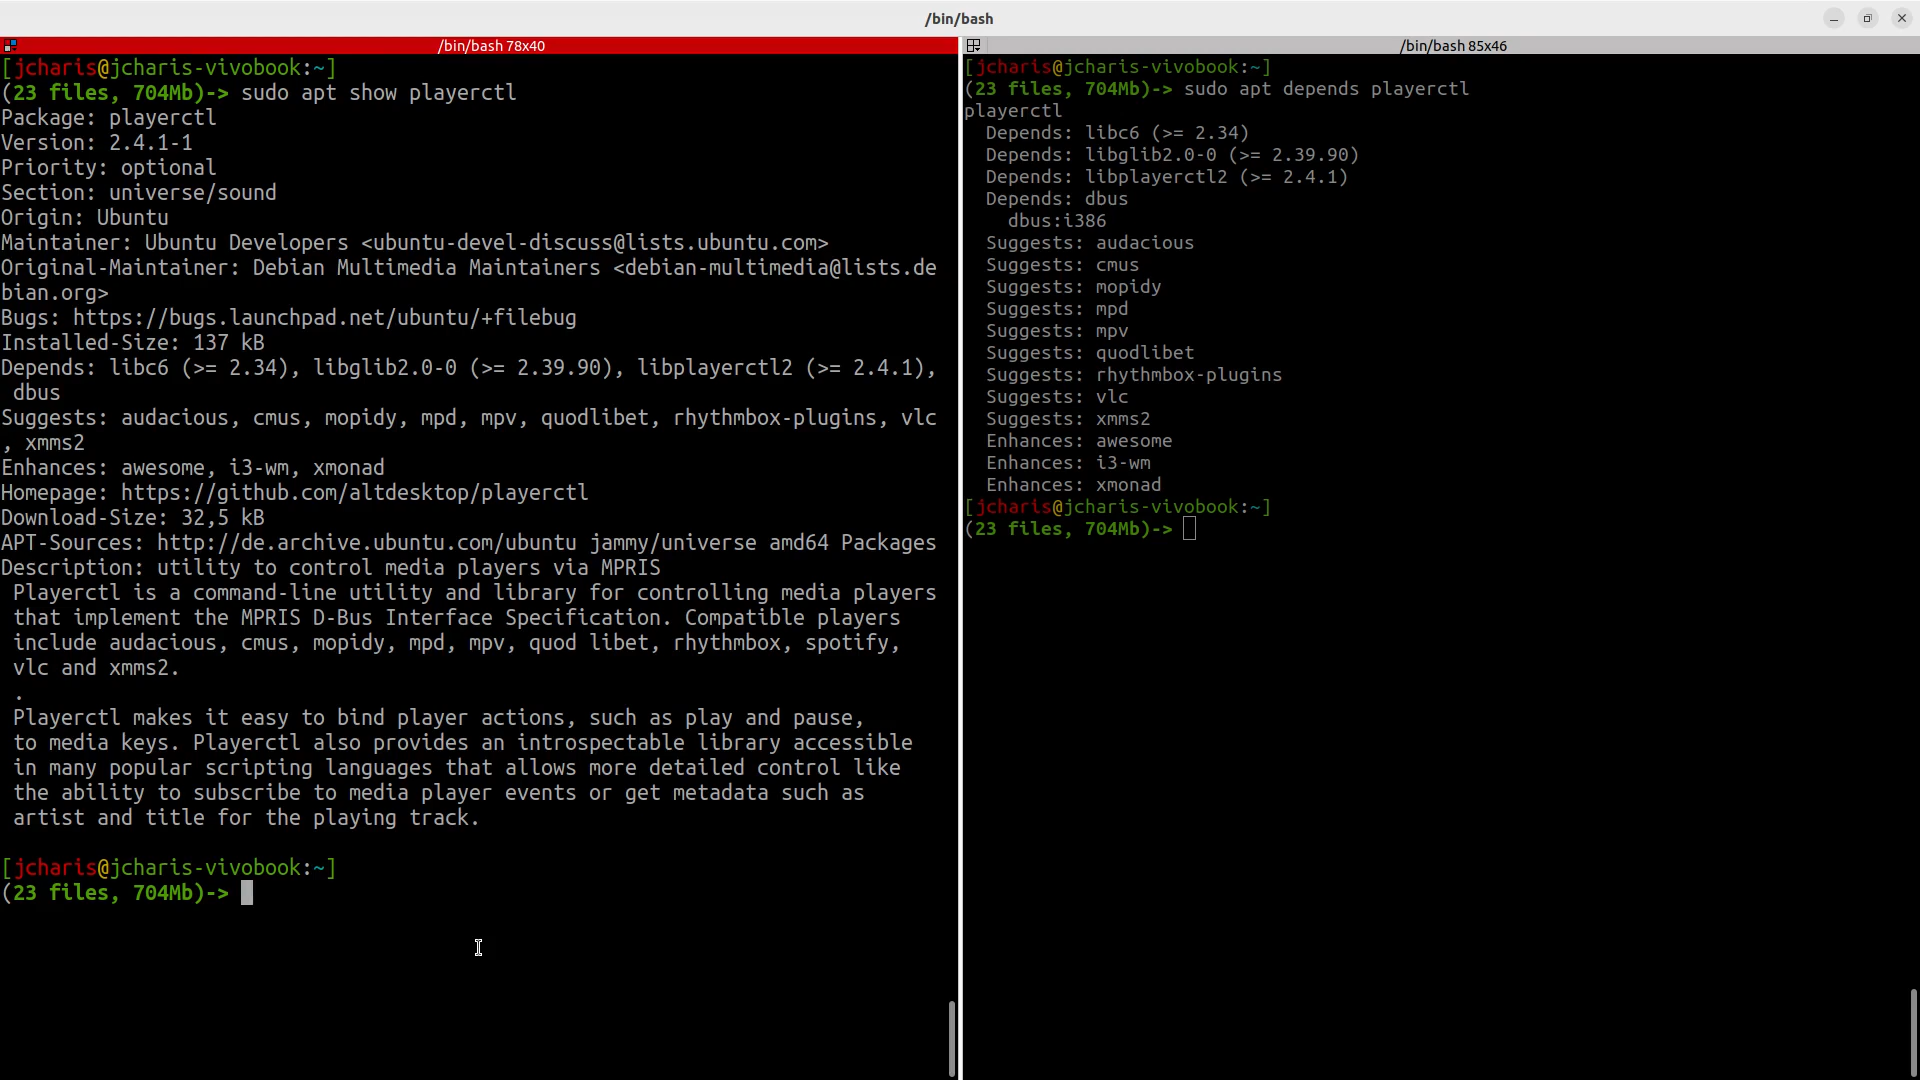 /bin/bash
/bin/bash 78x40
[jcharis@jcharis-vivobook:~]
(23 files, 704Mb)-> sudo apt show playerctl
Package: playerctl
Version: 2.4.1-1
Priority: optional
Section: universe/sound
Origin: Ubuntu
Maintainer: Ubuntu Developers <ubuntu-devel-discuss@lists.ubuntu.com>
Original-Maintainer: Debian Multimedia Maintainers <debian-multimedia@lists.de
bian.org>
Bugs: https://bugs.launchpad.net/ubuntu/+filebug
Installed-Size: 137 kB
Depends: libc6 (>= 2.34), libglib2.0-0 (>= 2.39.90), libplayerctl2 (>= 2.4.1),
 dbus
Suggests: audacious, cmus, mopidy, mpd, mpv, quodlibet, rhythmbox-plugins, vlc
, xmms2
Enhances: awesome, i3-wm, xmonad
Homepage: https://github.com/altdesktop/playerctl
Download-Size: 32,5 kB
APT-Sources: http://de.archive.ubuntu.com/ubuntu jammy/universe amd64 Packages
Description: utility to control media players via MPRIS
 Playerctl is a command-line utility and library for controlling media players
 that implement the MPRIS D-Bus Interface Specification. Compatible players
 include audacious, cmus, mopidy, mpd, mpv, quod libet, rhythmbox, spotify,
 vlc and xmms2.
 .
 Playerctl makes it easy to bind player actions, such as play and pause,
 to media keys. Playerctl also provides an introspectable library accessible
 in many popular scripting languages that allows more detailed control like
 the ability to subscribe to media player events or get metadata such as
 artist and title for the playing track.
[jcharis@jcharis-vivobook:~]
(23 files, 704Mb)->
/bin/bash 85x46
[jcharis@jcharis-vivobook:~]
(23 files, 704Mb)-> sudo apt depends playerctl
playerctl
  Depends: libc6 (>= 2.34)
  Depends: libglib2.0-0 (>= 2.39.90)
  Depends: libplayerctl2 (>= 2.4.1)
  Depends: dbus
    dbus:i386
  Suggests: audacious
  Suggests: cmus
  Suggests: mopidy
  Suggests: mpd
  Suggests: mpv
  Suggests: quodlibet
  Suggests: rhythmbox-plugins
  Suggests: vlc
  Suggests: xmms2
  Enhances: awesome
  Enhances: i3-wm
  Enhances: xmonad
[jcharis@jcharis-vivobook:~]
(23 files, 704Mb)->